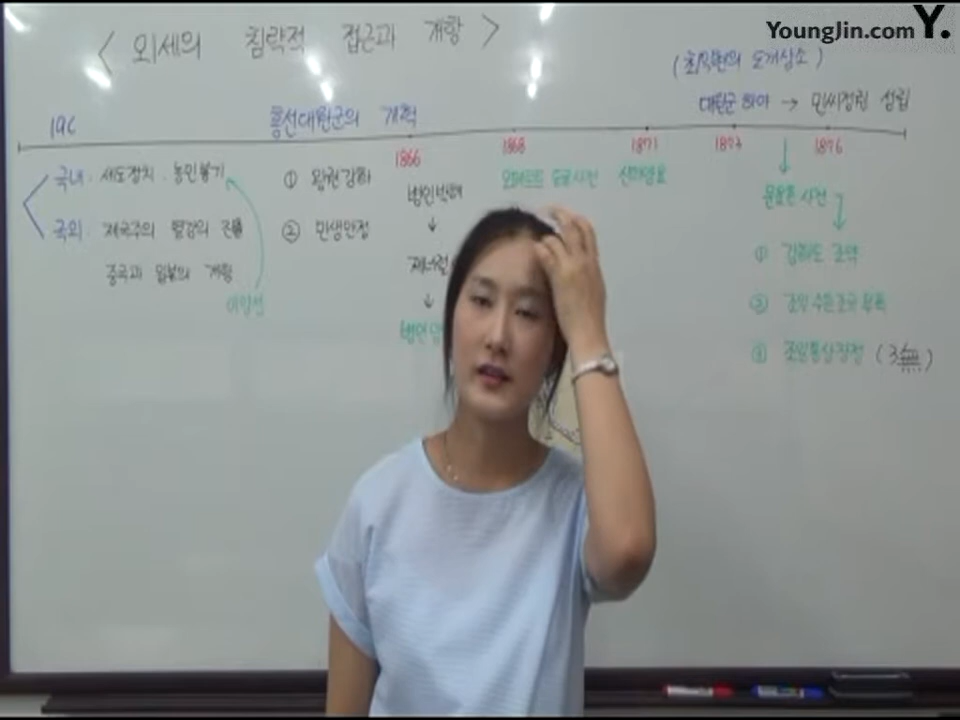 YoungJin.com Y.
< 외세의 침략적 접근과 개항 >
(최익현의 도끼상소)
대원군 하야 → 민씨정권 성립
19C
흥선대원군의 개혁
1866 1868 1871 1873 1876
국내. 세도정치. 농민봉기
국외. 제국주의 열강의 진출
중국과 일본의 개항
이양선
① 왕권강화
② 민생안정
병인박해
↓
제너럴
↓
병인양
오페르트 도굴사건
신미양요
운요호 사건
① 강화도 조약
② 조일수호조규 부록
③ 조일통상장정 (3無)